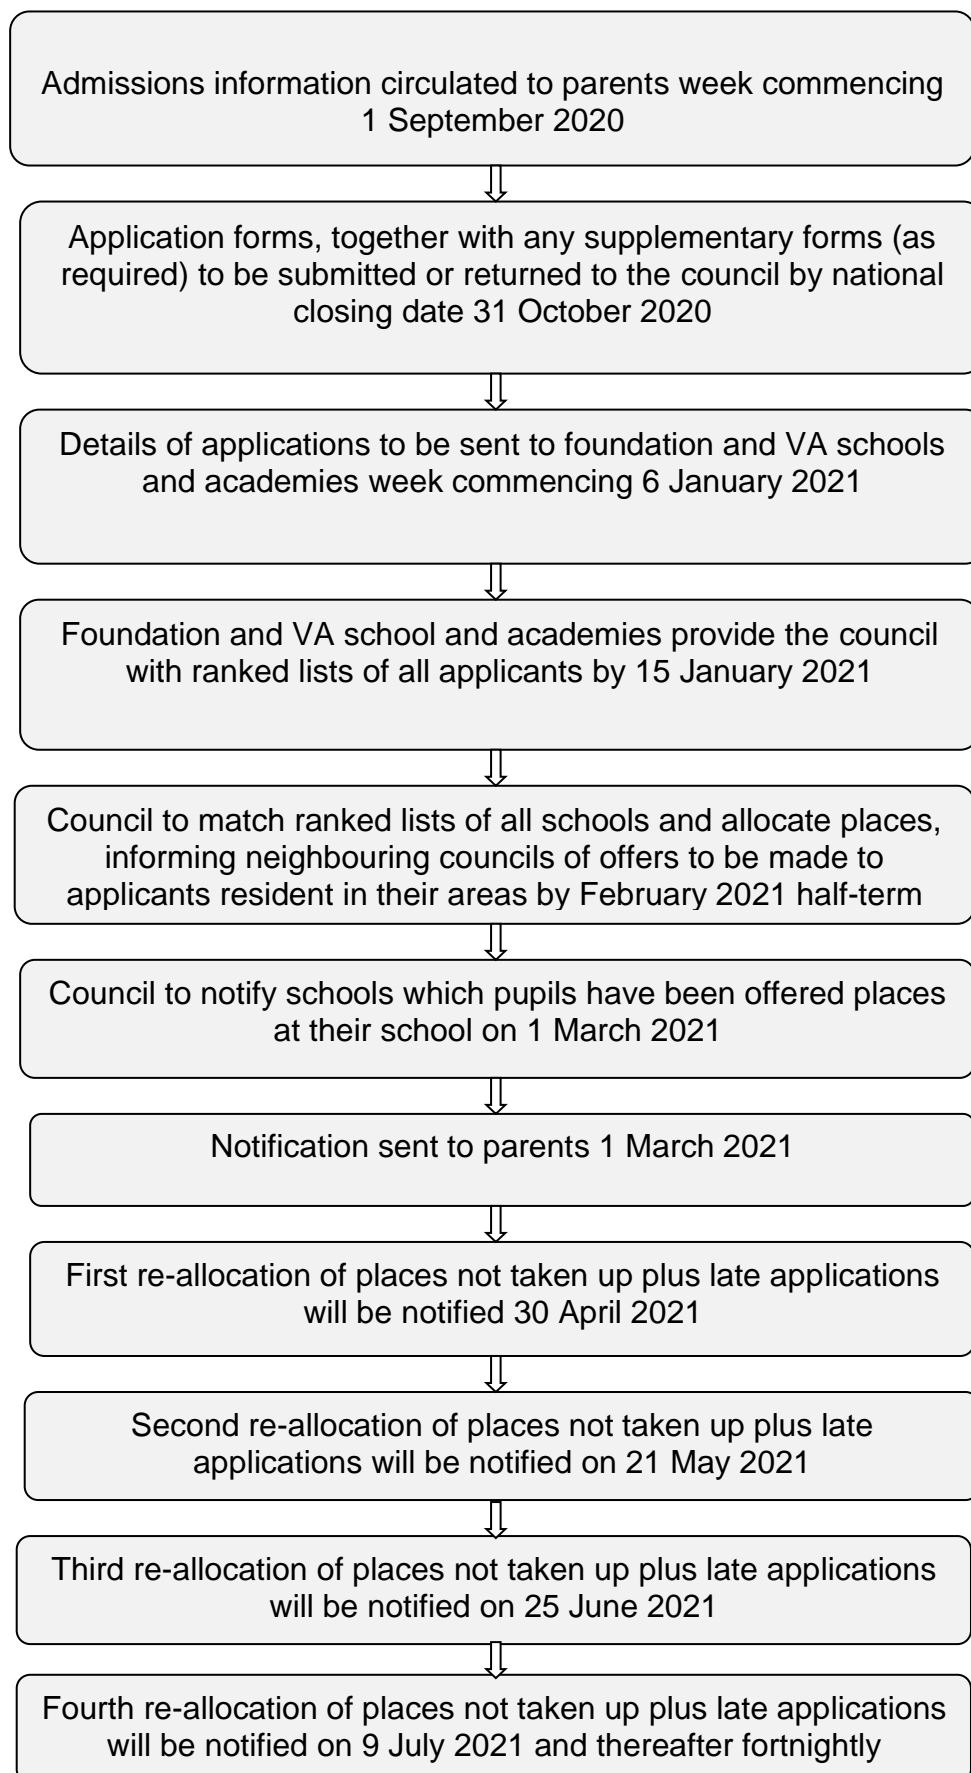 Admissions information circulated to parents week commencing
1 September 2020
Application forms, together with any supplementary forms (as
required) to be submitted or returned to the council by national
closing date 31 October 2020
Details of applications to be sent to foundation and VA schools
and academies week commencing 6 January 2021
Foundation and VA school and academies provide the council
with ranked lists of all applicants by 15 January 2021
Council to match ranked lists of all schools and allocate places,
informing neighbouring councils of offers to be made to
applicants resident in their areas by February 2021 half-term
Council to notify schools which pupils have been offered places
at their school on 1 March 2021
Notification sent to parents 1 March 2021
First re-allocation of places not taken up plus late applications
will be notified 30 April 2021
Second re-allocation of places not taken up plus late
applications will be notified on 21 May 2021
Third re-allocation of places not taken up plus late applications
will be notified on 25 June 2021
Fourth re-allocation of places not taken up plus late applications
will be notified on 9 July 2021 and thereafter fortnightly